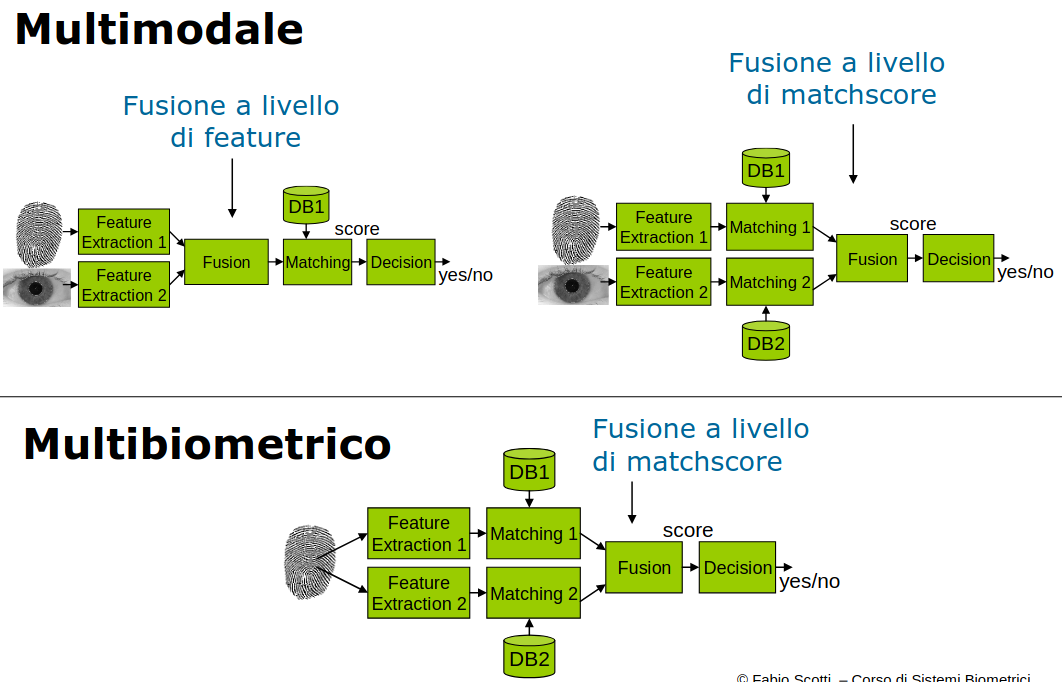 Multimodale
Fusione a livello
di feature
DB1
score
Feature
Extraction 1
Feature
Extraction 2
Fusion
Matching
Decision
yes/no
Fusione a livello
di matchscore
DB1
Feature
Extraction 1
Matching 1
score
Feature
Extraction 2
Matching 2
Fusion
Decision
yes/no
DB2
Multibiometrico
Fusione a livello
di matchscore
DB1
Feature
Extraction 1
Matching 1
score
Feature
Extraction 2
Matching 2
Fusion
Decision
yes/no
DB2
© Fabio Scotti – Corso di Sistemi Biometrici